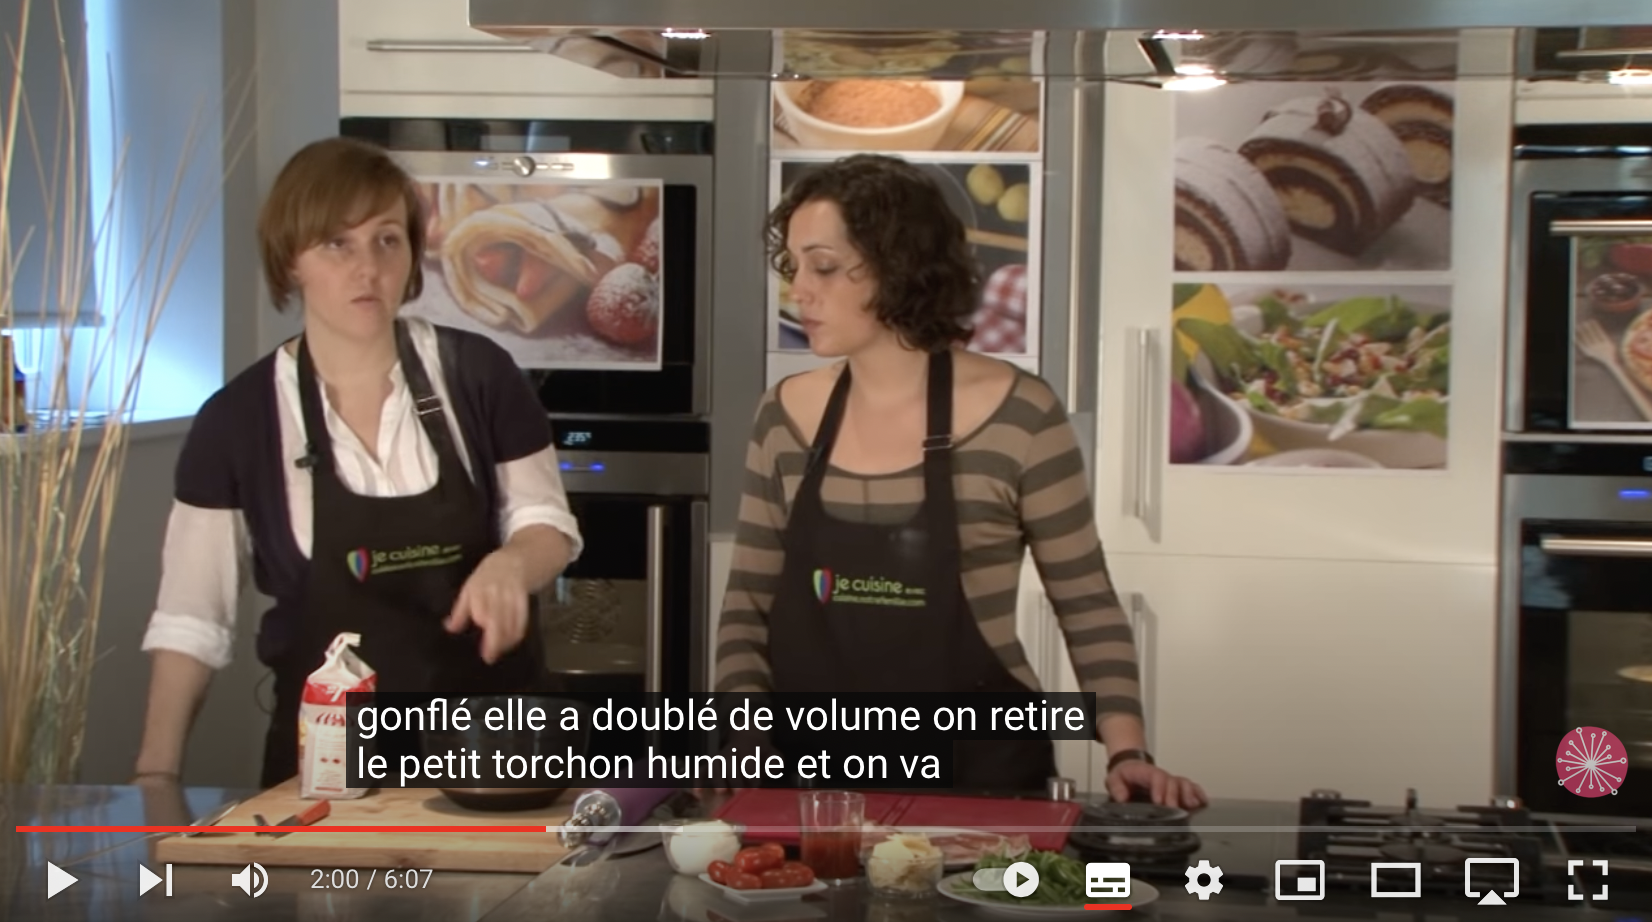 je cuisine
je cuisine
gonflé elle a doublé de volume on retire
le petit torchon humide et on va
2:00 / 6:07